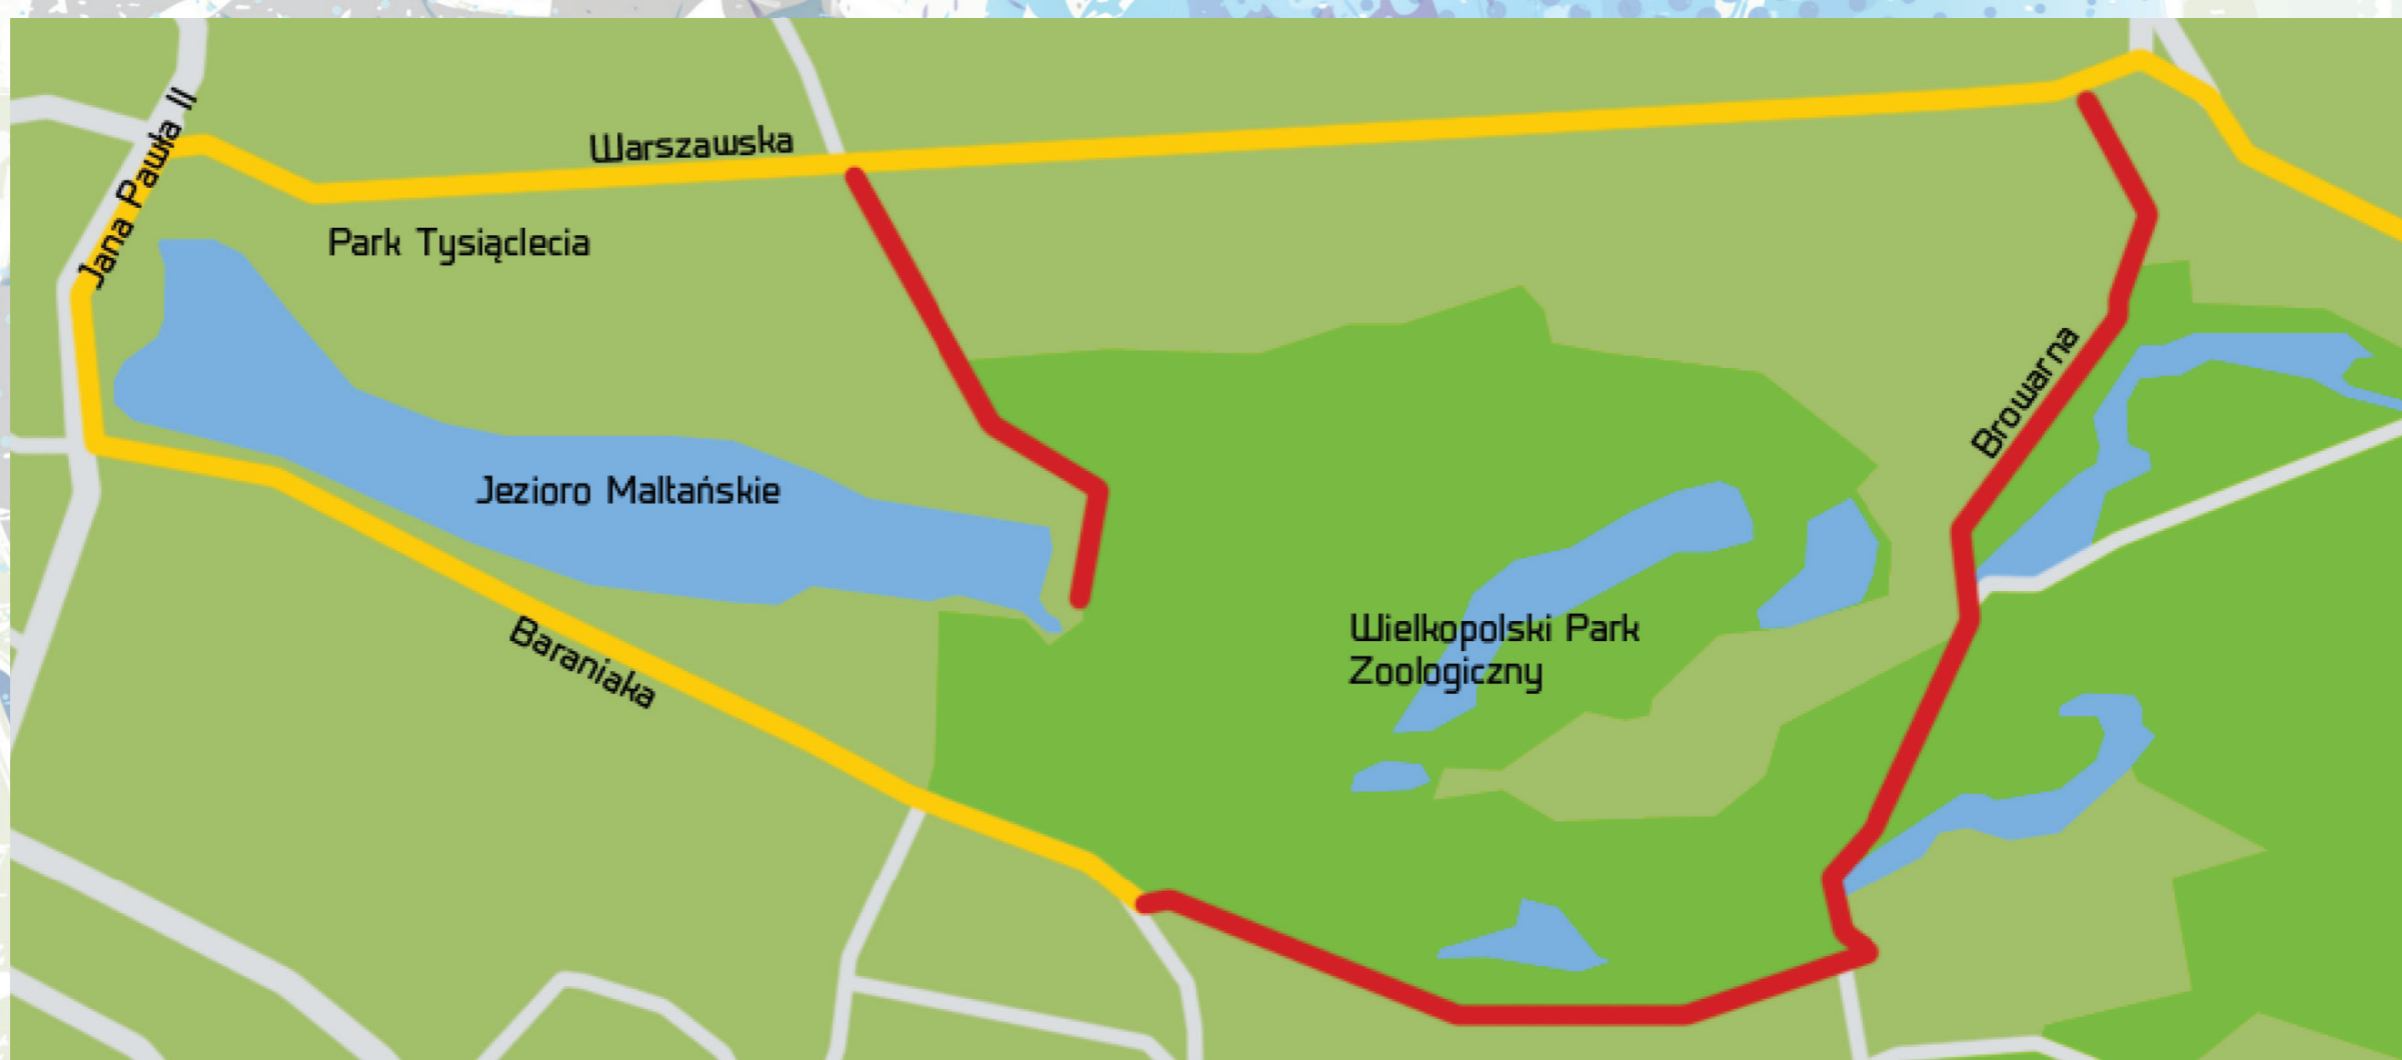 Jana Pawła II
Warszawska
Park Tysiąclecia
Browarna
Jezioro Maltańskie
Baraniaka
Wielkopolski Park
Zoologiczny